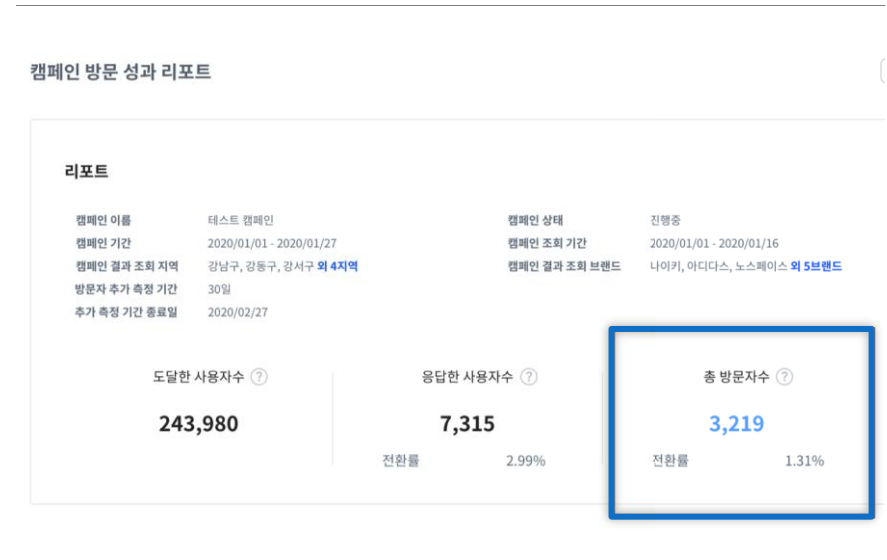 캠페인 방문 성과 리포트
리포트
캠페인 이름 테스트 캠페인 캠페인 상태 진행중
캠페인 기간 2020/01/01 - 2020/01/27 캠페인 조회 기간 2020/01/01 - 2020/01/16
캠페인 결과 조회 지역 강남구, 강동구, 강서구 외 4지역 캠페인 결과 조회 브랜드 나이키, 아디다스, 노스페이스 외 5브랜드
방문자 추가 측정 기간 30일
추가 측정 기간 종료일 2020/02/27
도달한 사용자수 ? 응답한 사용자수 ? 총 방문자수 ?
243,980 7,315 3,219
전환률 2.99% 전환률 1.31%